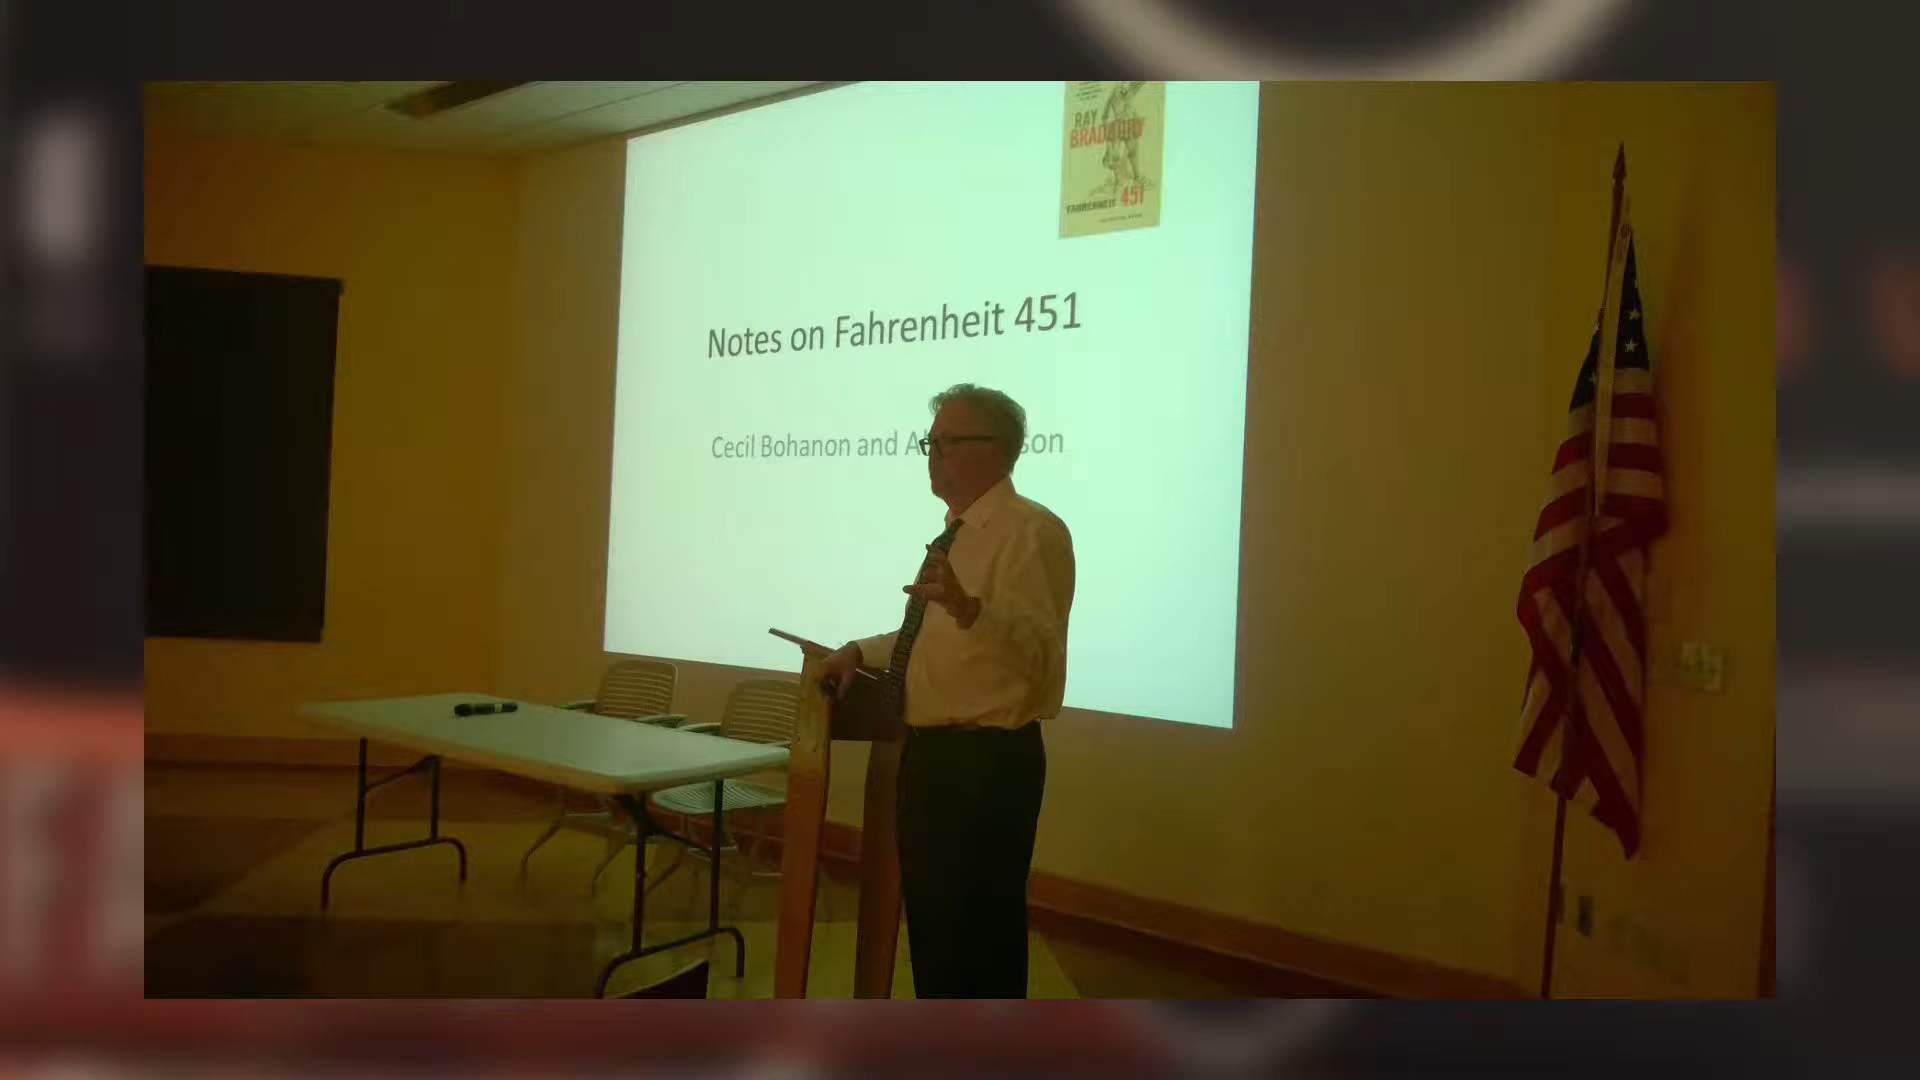 RAY
BRADBURY
FAHRENHEIT 451
Notes on Fahrenheit 451
Cecil Bohanon and